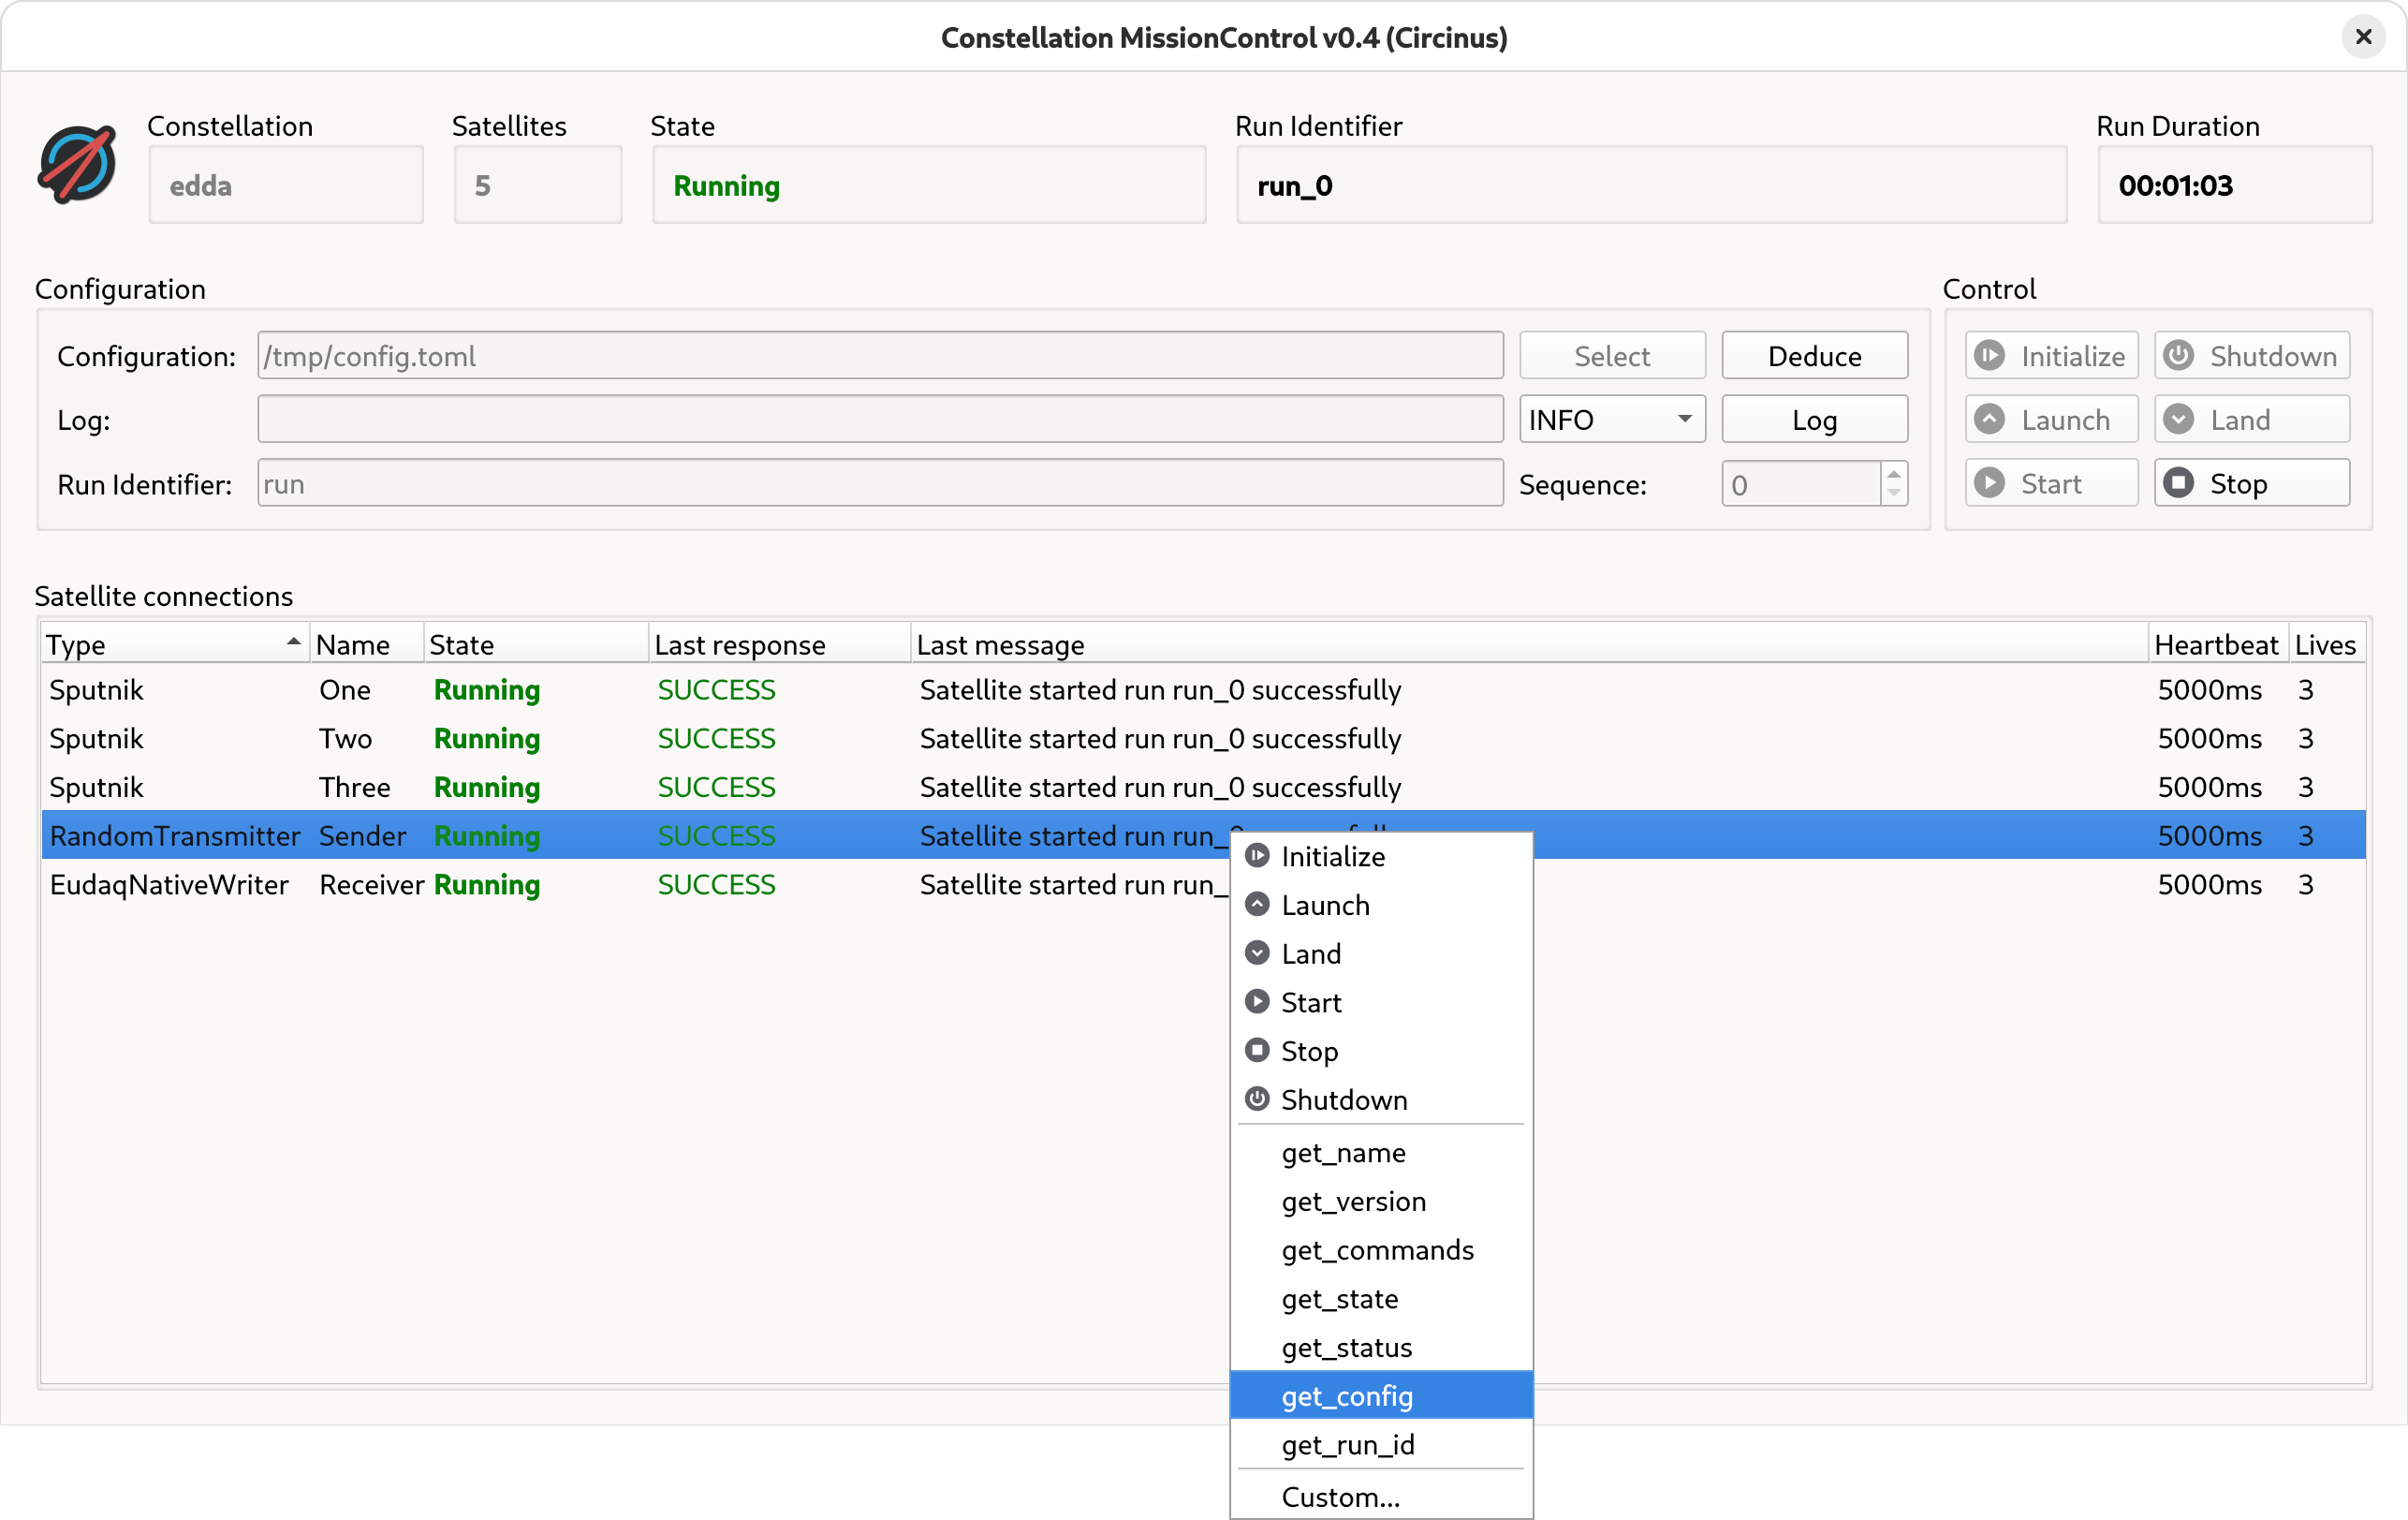 Constellation MissionControl v0.4 (Circinus)
Constellation Satellites State Run Identifier Run Duration
edda 5 Running run_0 00:01:03
Configuration Control
Configuration: /tmp/config.toml Select Deduce Initialize Shutdown
Log: INFO Log Launch Land
Run Identifier: run Sequence: 0 Start Stop
Satellite connections
Type Name State Last response Last message Heartbeat Lives
Sputnik One Running SUCCESS Satellite started run run_0 successfully 5000ms 3
Sputnik Two Running SUCCESS Satellite started run run_0 successfully 5000ms 3
Sputnik Three Running SUCCESS Satellite started run run_0 successfully 5000ms 3
RandomTransmitter Sender Running SUCCESS Satellite started run 5000ms 3
EudaqNativeWriter Receiver Running SUCCESS Satellite started run run_ 5000ms 3
Initialize
Launch
Land
Start
Stop
Shutdown
get_name
get_version
get_commands
get_state
get_status
get_config
get_run_id
Custom...